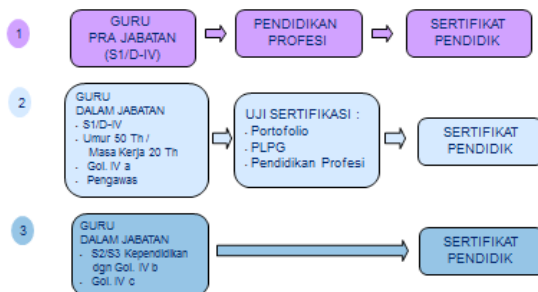 1
GURU
PRA JABATAN
(S1/D-IV)
PENDIDIKAN
PROFESI
SERTIFIKAT
PENDIDIK
2
GURU
DALAM JABATAN
- S1/D-IV
- Umur 50 Th /
Masa Kerja 20 Th
- Gol. IV a
- Pengawas
UJI SERTIFIKASI :
- Portofolio
- PLPG
- Pendidikan Profesi
SERTIFIKAT
PENDIDIK
3
GURU
DALAM JABATAN
- S2/S3 Kependidikan
dgn Gol. IV b
- Gol. IV c
SERTIFIKAT
PENDIDIK